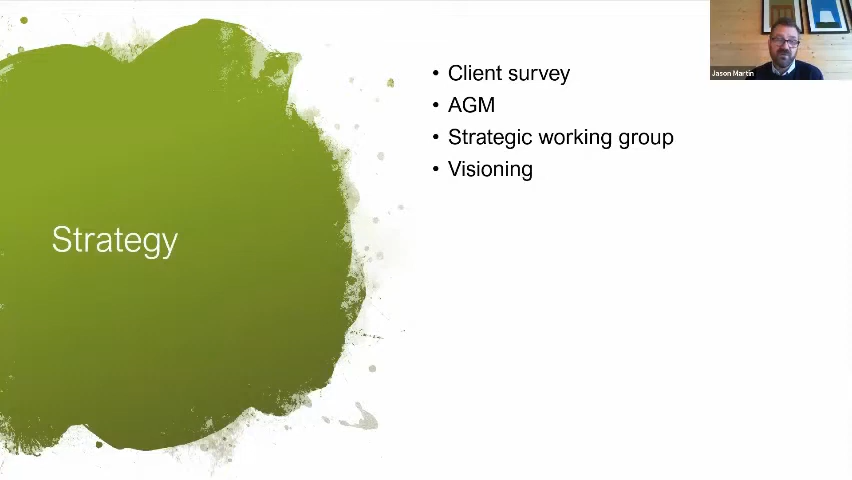 Strategy
Client survey
AGM
Strategic working group
Visioning
Jason Martin